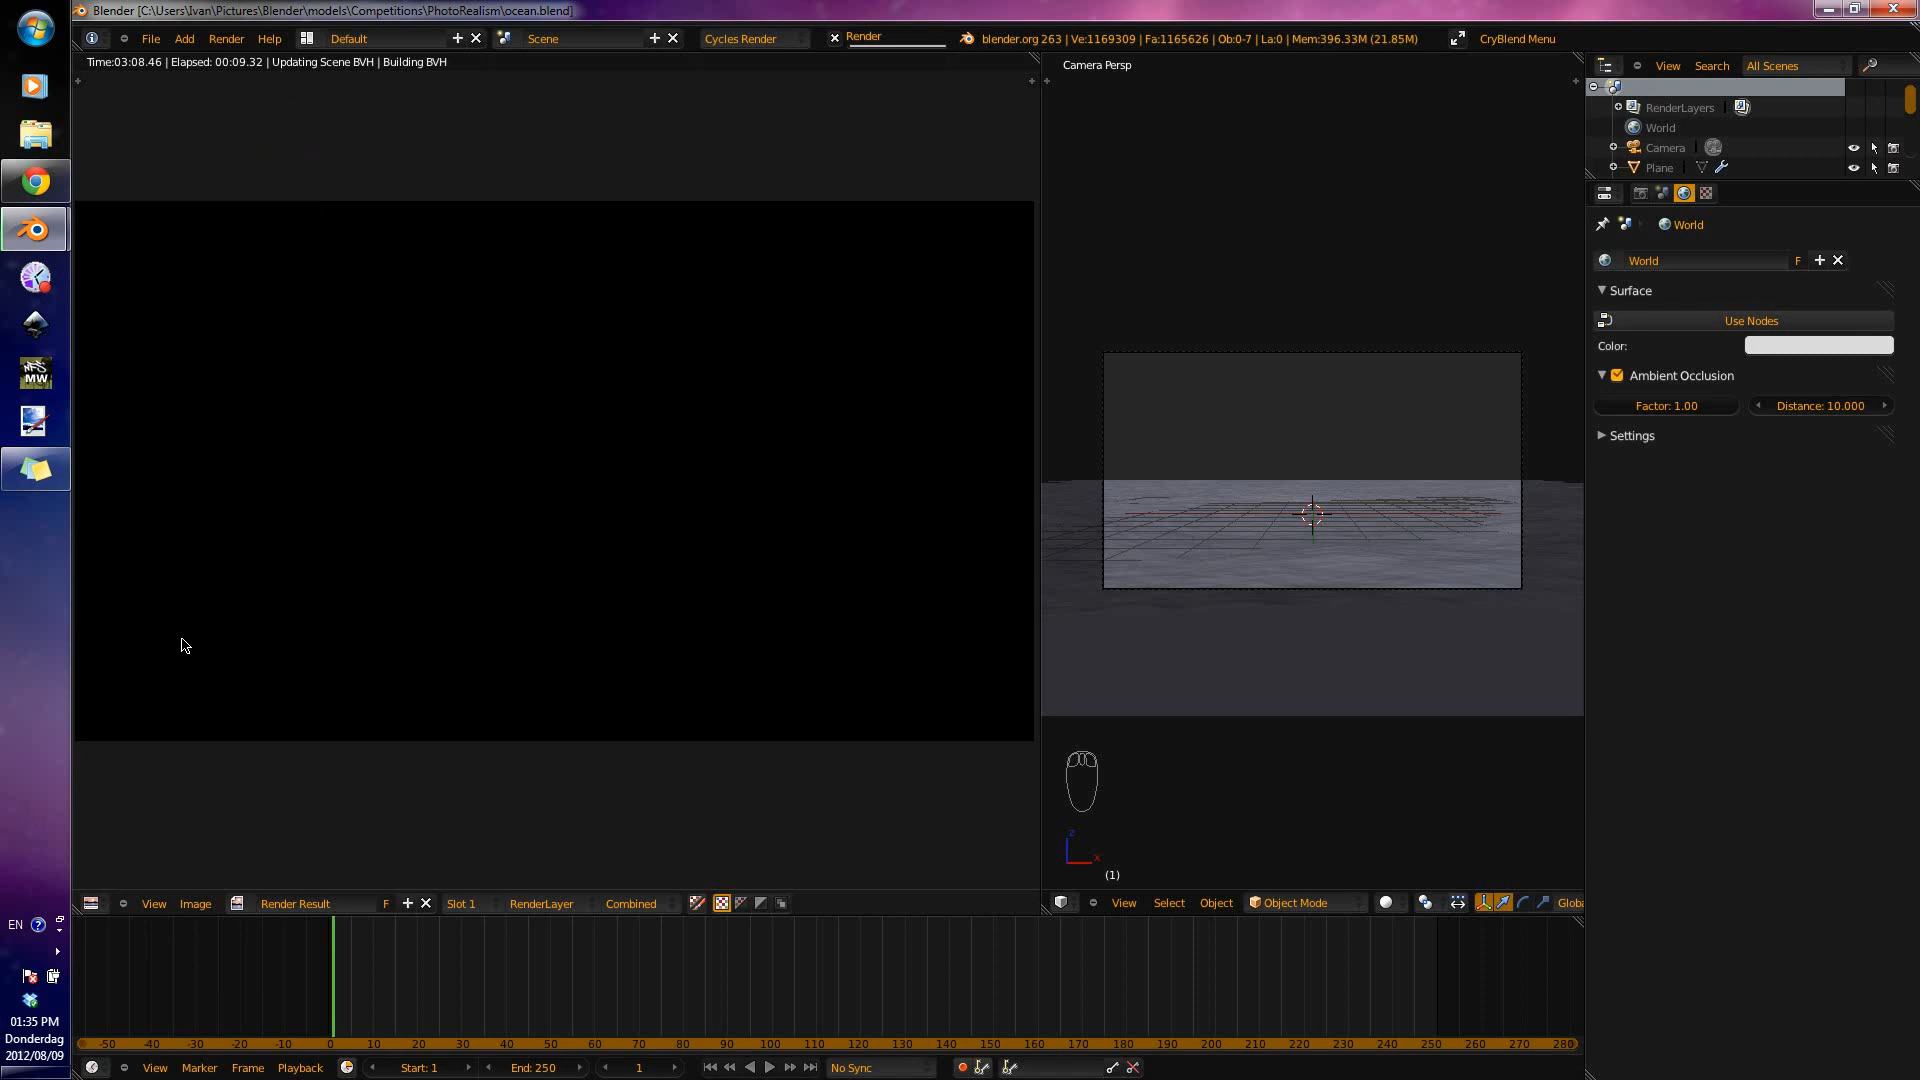 Blender [C:\Users\Ivan\Pictures\Blender\models\Competitions\PhotoRealism\ocean.blend]
File Add Render Help Default Scene Cycles Render Render blender.org 263 | Ve:1169309 | Fa:1165626 | Ob:0-7 | La:0 | Mem:396.33M (21.85M) CryBlend Menu
Time:03:08.46 | Elapsed: 00:09.32 | Updating Scene BVH | Building BVH
Camera Persp
View Search All Scenes
RenderLayers
World
Camera
Plane
World
World F
Surface
Use Nodes
Color:
Ambient Occlusion
Factor: 1.00 Distance: 10.000
Settings
NFS
MW
z
x
(1)
View Image Render Result F Slot 1 RenderLayer Combined
View Select Object Object Mode Globa
EN
01:35 PM
Donderdag
2012/08/09
-50 -40 -30 -20 -10 0 10 20 30 40 50 60 70 80 90 100 110 120 130 140 150 160 170 180 190 200 210 220 230 240 250 260 270 280
View Marker Frame Playback Start: 1 End: 250 1 No Sync